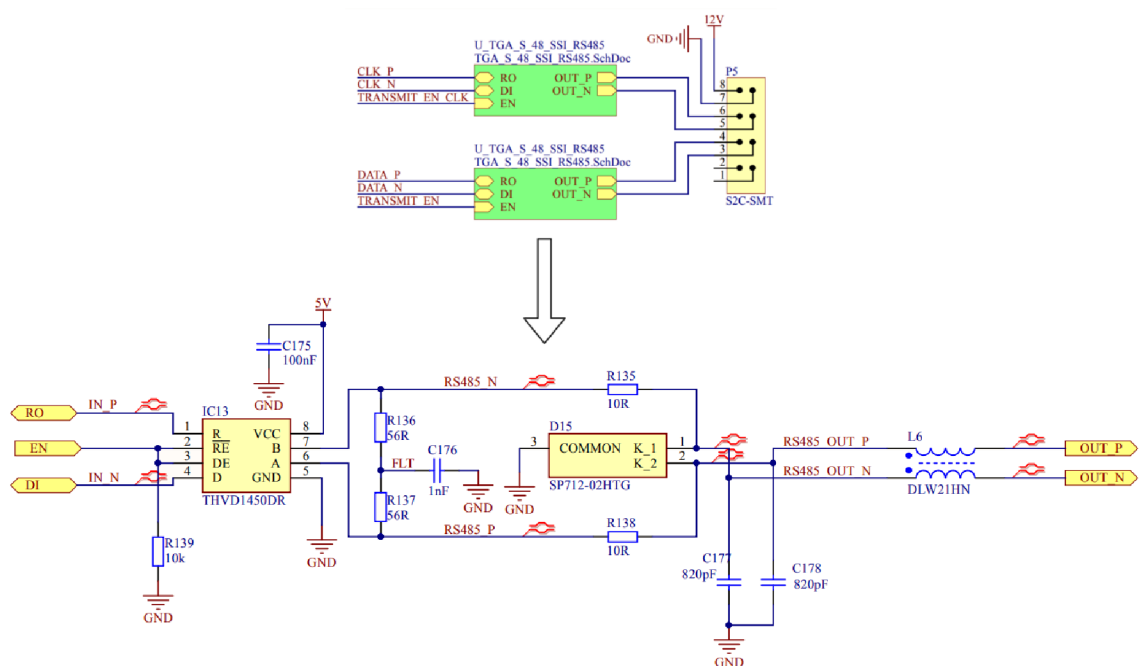 12V
GND
U_TGA_S_48_SSI_RS485
TGA_S_48_SSI_RS485.SchDoc
P5
CLK_P
RO
OUT_P
8
CLK_N
DI
OUT_N
7
TRANSMIT_EN_CLK
EN
6
5
U_TGA_S_48_SSI_RS485
4
TGA_S_48_SSI_RS485.SchDoc
3
DATA_P
RO
OUT_P
2
DATA_N
DI
OUT_N
1
TRANSMIT_EN
EN
S2C-SMT
5V
C175
100nF
GND
RS485_N
R135
10R
RO
IN_P
IC13
1
R
VCC
8
EN
2
RE
B
7
3
DE
A
6
DI
IN_N
4
D
GND
5
THVD1450DR
R136
56R
FLT
C176
1nF
GND
R137
56R
D15
3
COMMON
K_1
1
K_2
2
GND
SP712-02HTG
RS485_OUT_P
L6
OUT_P
RS485_OUT_N
OUT_N
DLW21HN
RS485_P
R138
10R
R139
10k
GND
GND
C177
820pF
C178
820pF
GND